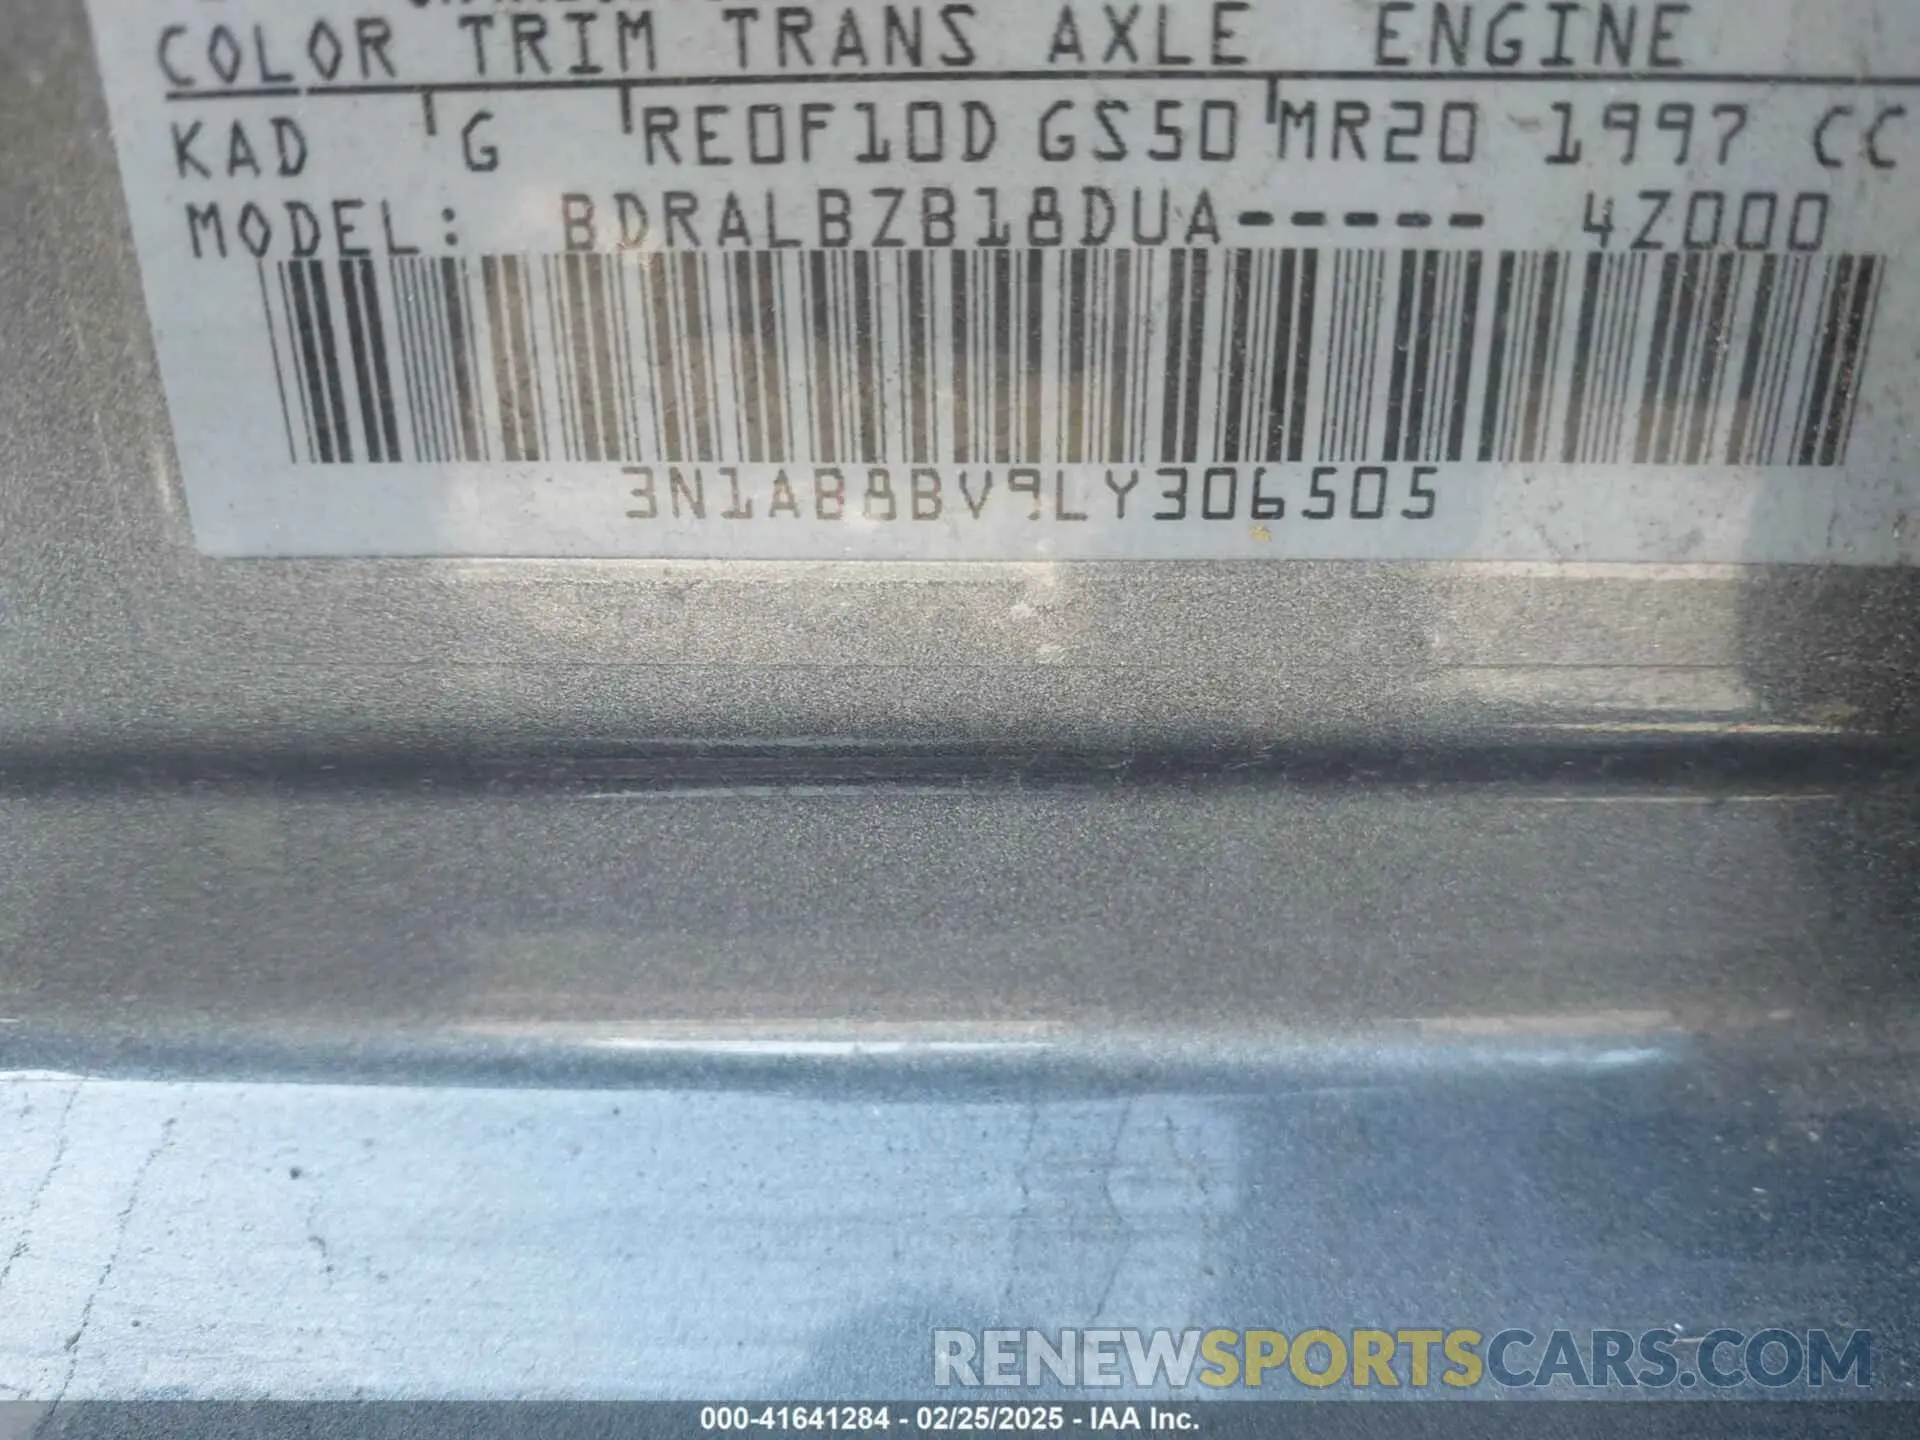 COLOR TRIM TRANS AXLE ENGINE
KAD G RE0F10D GS50 MR20 1997 CC
MODEL: BDRALBZB18DUA----- 4Z000
3N1AB8BV9LY306505
RENEWSPORTSCARS.COM
000-41641284 - 02/25/2025 - IAA Inc.